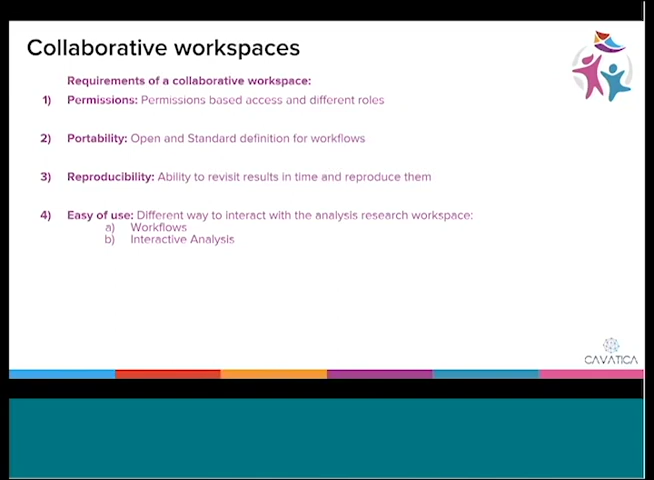 Collaborative workspaces
Requirements of a collaborative workspace:
1) Permissions: Permissions based access and different roles
2) Portability: Open and Standard definition for workflows
3) Reproducibility: Ability to revisit results in time and reproduce them
4) Easy of use: Different way to interact with the analysis research workspace:
a) Workflows
b) Interactive Analysis
CAVATICA